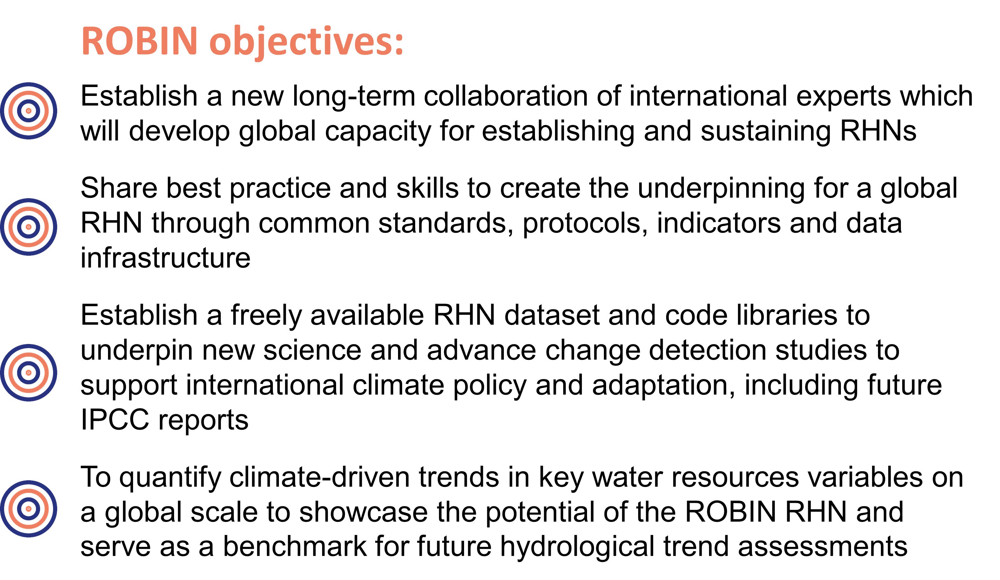 ROBIN objectives:
Establish a new long-term collaboration of international experts which
will develop global capacity for establishing and sustaining RHNs
Share best practice and skills to create the underpinning for a global
RHN through common standards, protocols, indicators and data
infrastructure
Establish a freely available RHN dataset and code libraries to
underpin new science and advance change detection studies to
support international climate policy and adaptation, including future
IPCC reports
To quantify climate-driven trends in key water resources variables on
a global scale to showcase the potential of the ROBIN RHN and
serve as a benchmark for future hydrological trend assessments